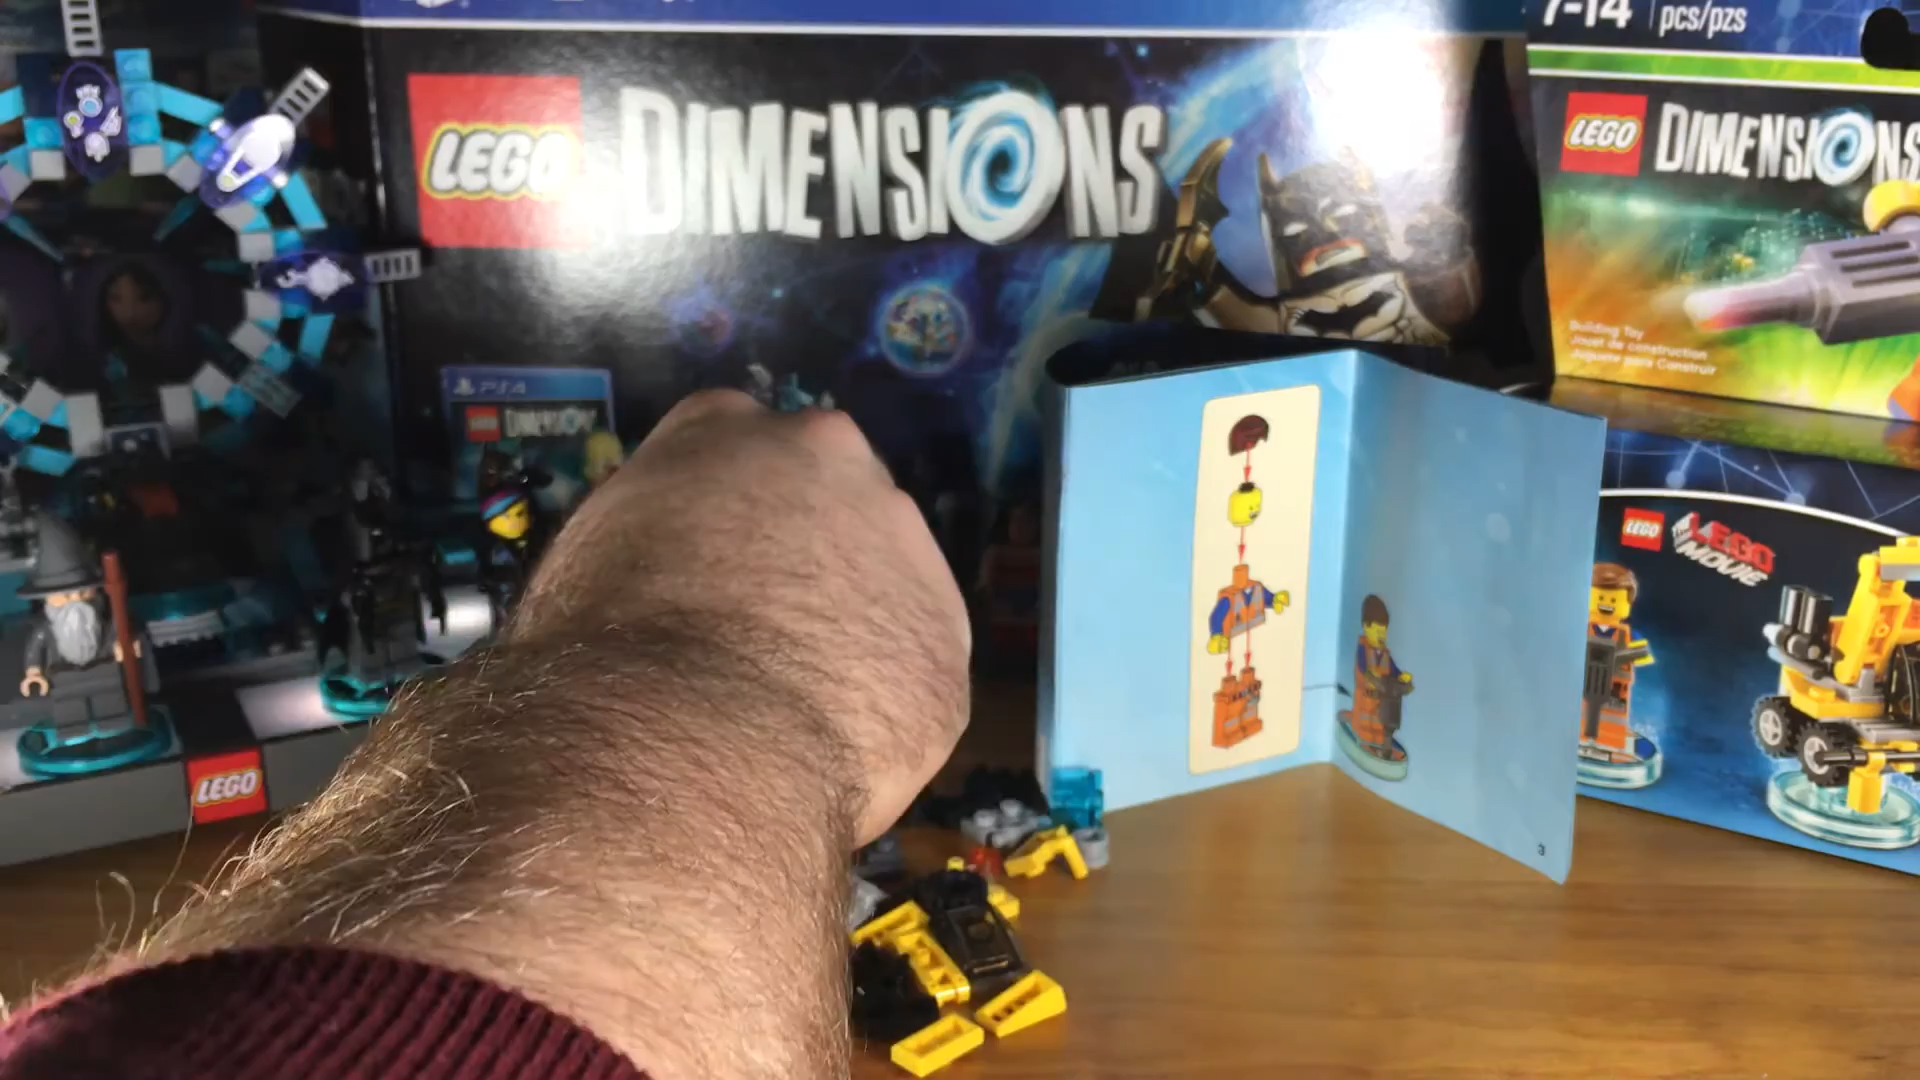 LEGO DIMENSIONS
7-14 pcs/pzs
LEGO DIMENSIONS
Building Toy
Jouet de construction
Juguete para Construir
PS4
LEGO DIMENSIONS
LEGO THE LEGO MOVIE
LEGO
3